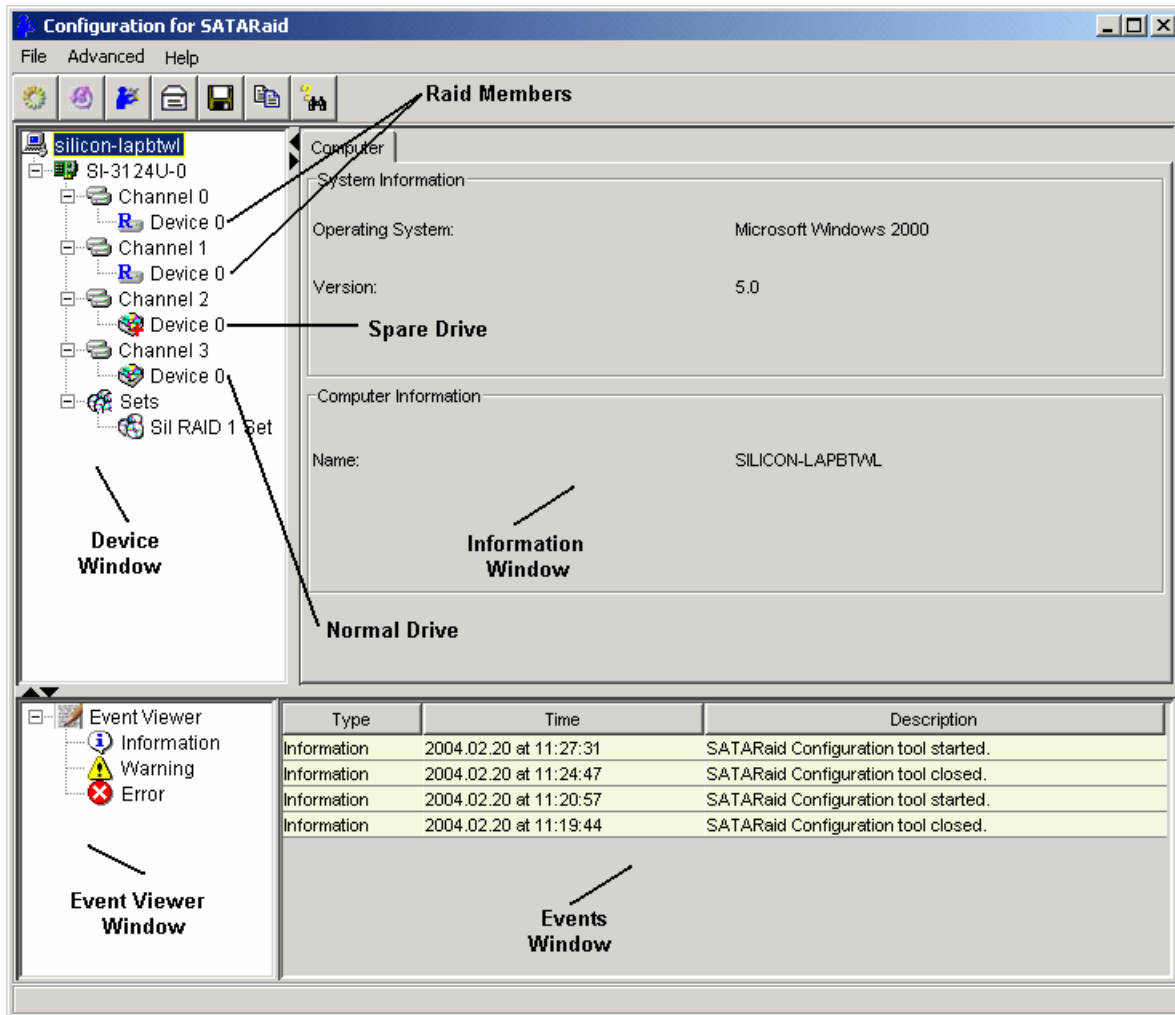 Configuration for SATARaid
File Advanced Help
Raid Members
silicon-lapbtwl
SI-3124U-0
Channel 0
R Device 0
Channel 1
R Device 0
Channel 2
Device 0
Channel 3
Device 0
Sets
Sil RAID 1 Set
Device
Window
Computer
System Information
Operating System: Microsoft Windows 2000
Version: 5.0
Spare Drive
Computer Information
Name: SILICON-LAPBTWL
Information
Window
Normal Drive
Event Viewer
Information
Warning
Error
Event Viewer
Window
Type Time Description
Information 2004.02.20 at 11:27:31 SATARaid Configuration tool started.
Information 2004.02.20 at 11:24:47 SATARaid Configuration tool closed.
Information 2004.02.20 at 11:20:57 SATARaid Configuration tool started.
Information 2004.02.20 at 11:19:44 SATARaid Configuration tool closed.
Events
Window